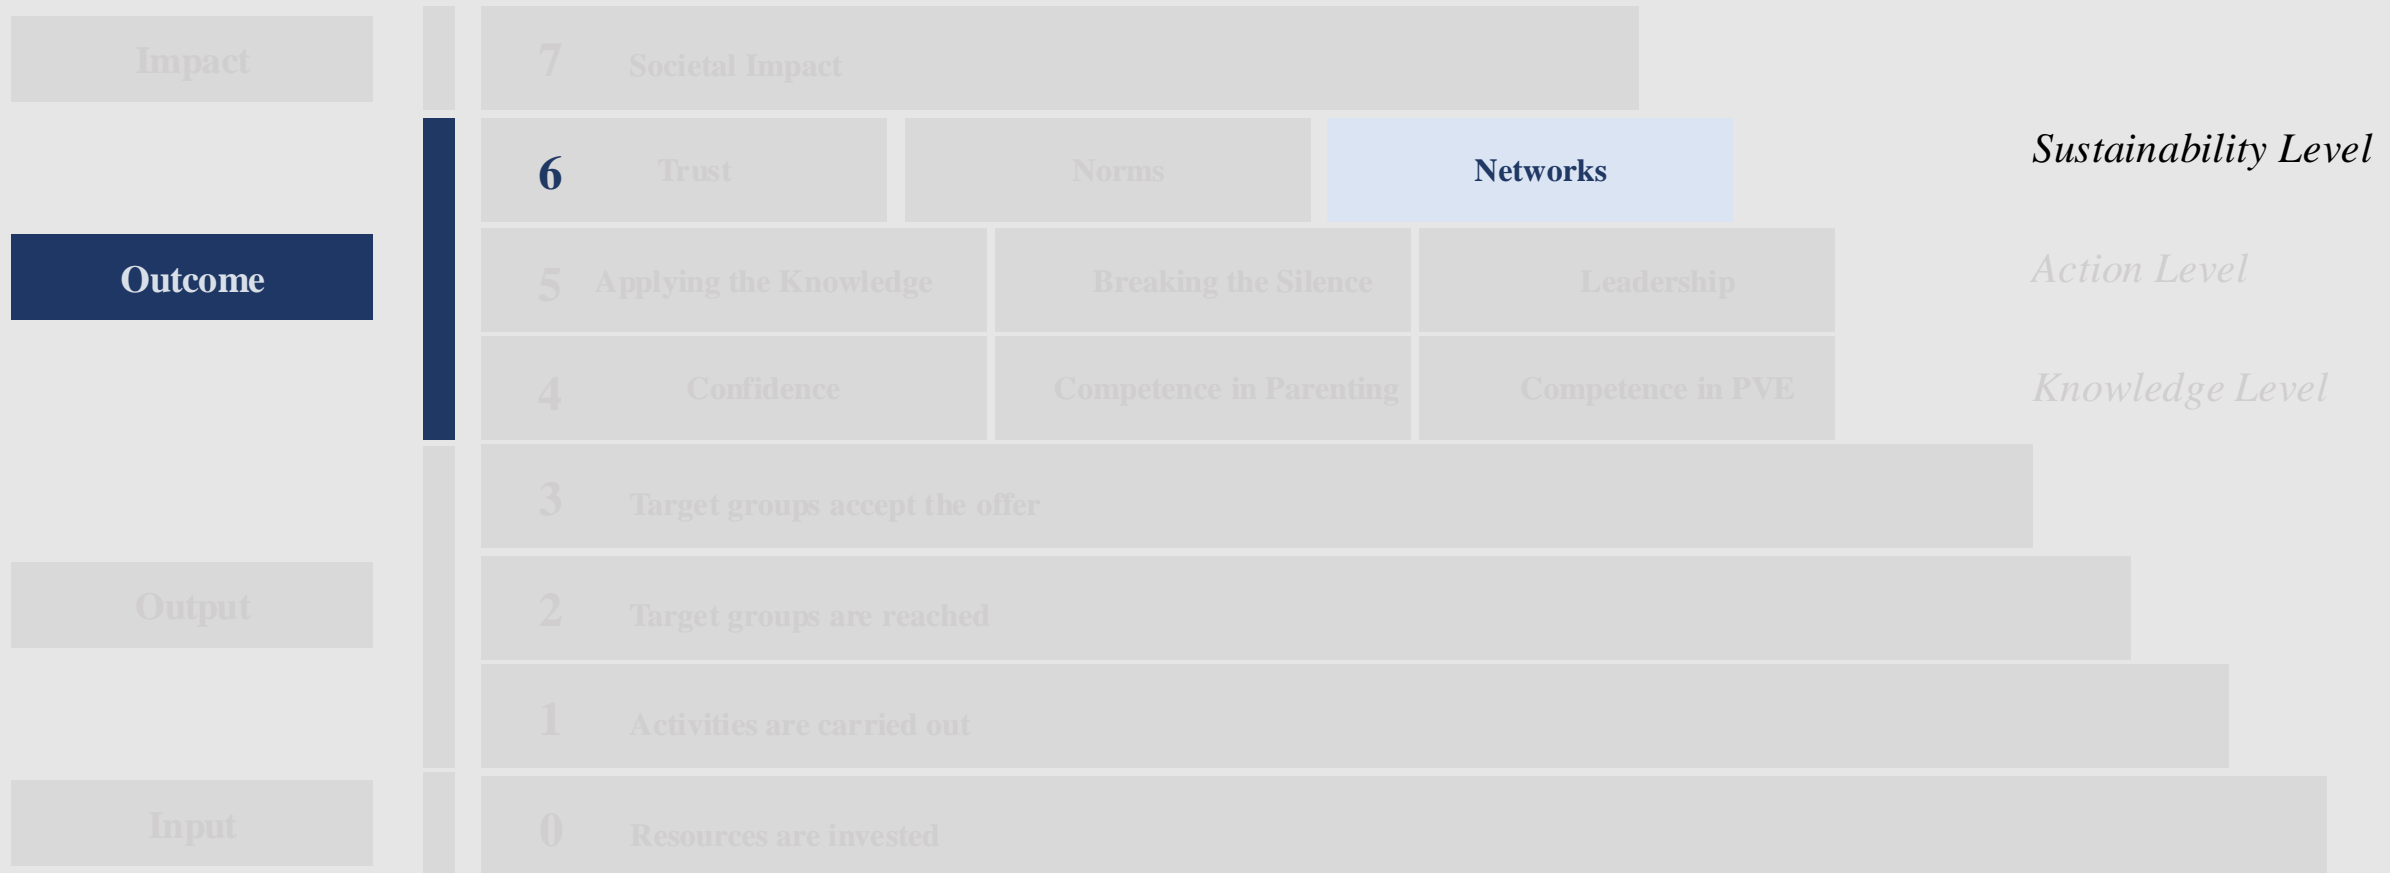 Impact
7 Societal Impact
6 Trust Norms Networks Sustainability Level
Outcome
5 Applying the Knowledge Breaking the Silence Leadership Action Level
4 Confidence Competence in Parenting Competence in PVE Knowledge Level
3 Target groups accept the offer
Output
2 Target groups are reached
1 Activities are carried out
Input
0 Resources are invested